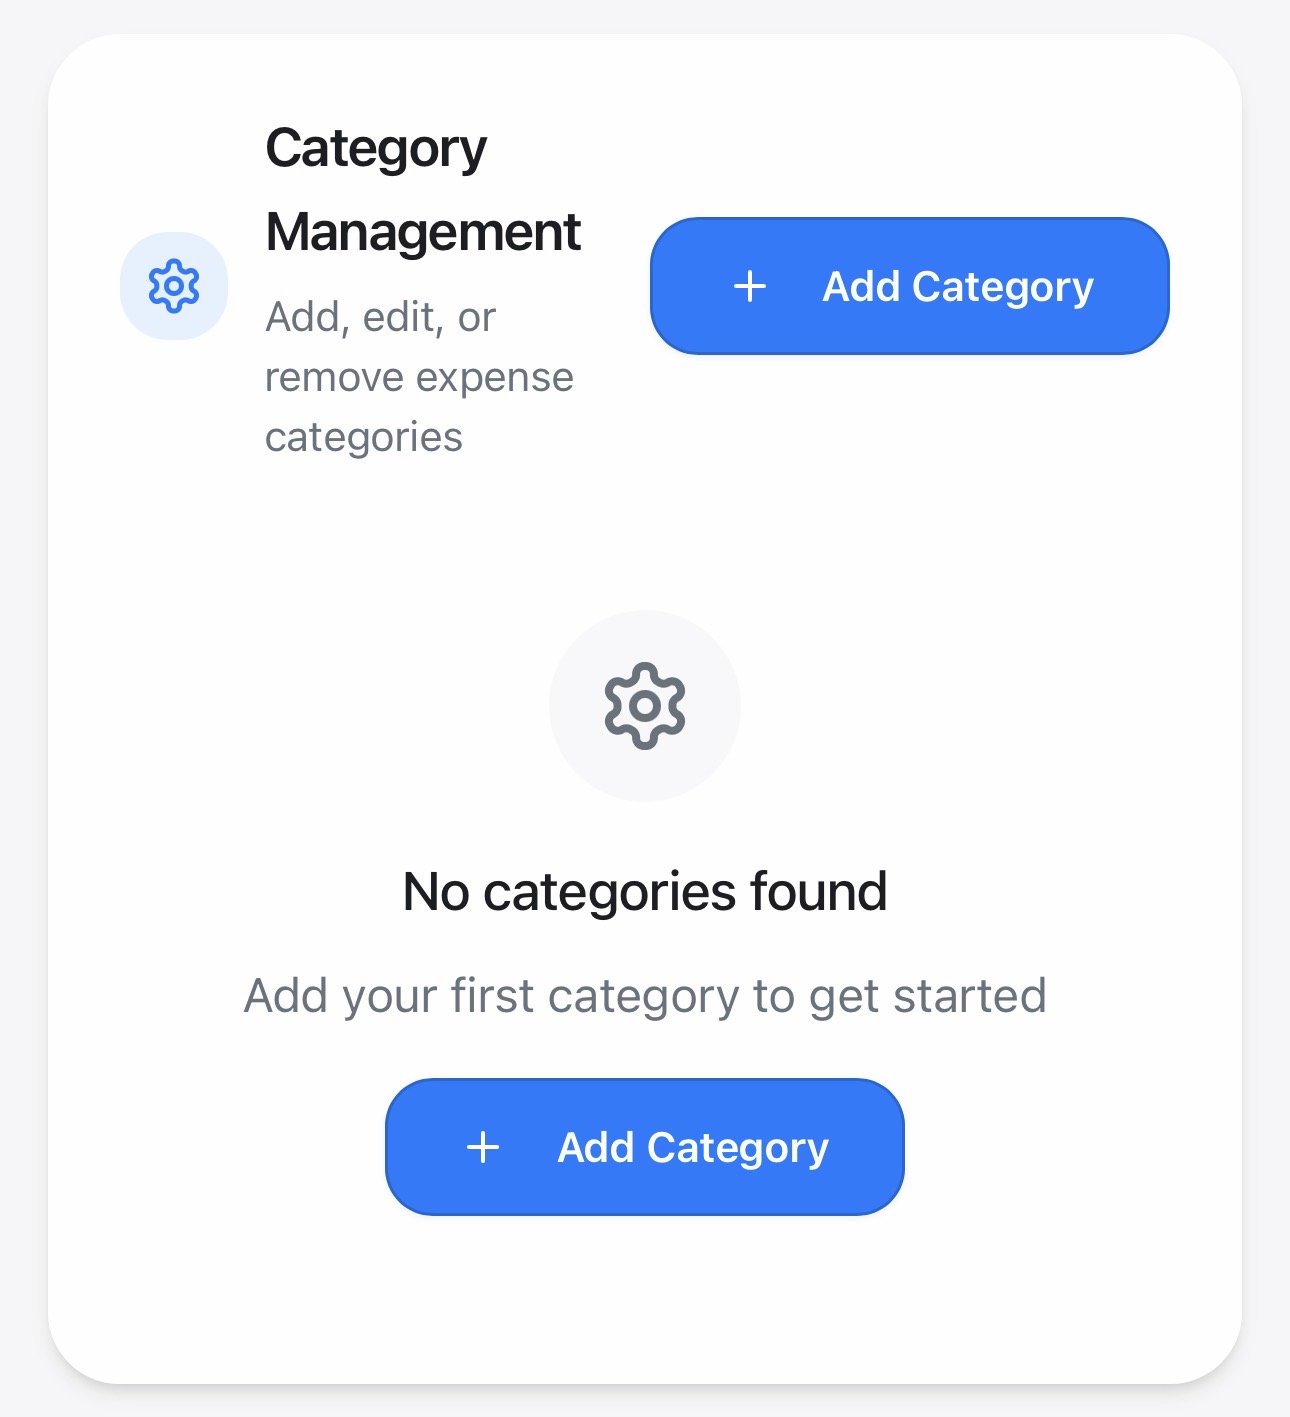 Category
Management
Add, edit, or
remove expense
categories
Add Category
No categories found
Add your first category to get started
Add Category